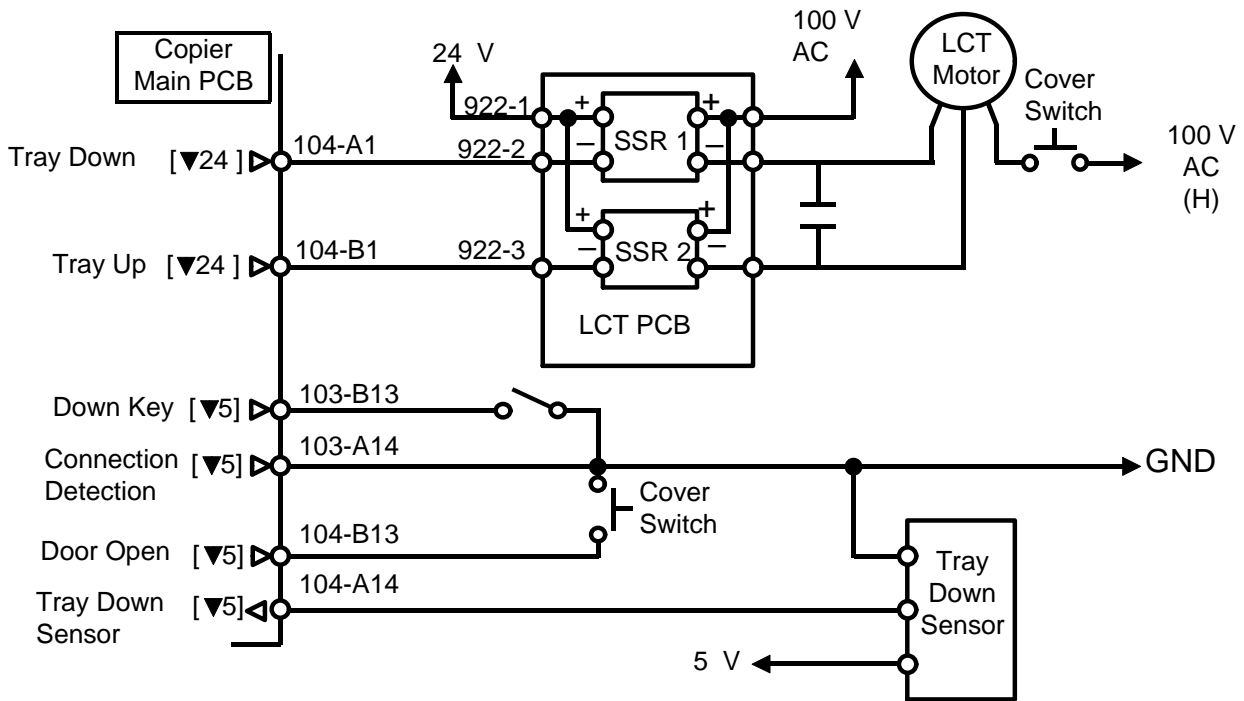 Copier
Main PCB
24 V
100 V
AC
LCT
Motor
Cover
Switch
922-1
+
+
Tray Down [▼24 ]
104-A1
922-2
–
SSR 1
–
100 V
AC
(H)
+
+
Tray Up [▼24 ]
104-B1
922-3
–
SSR 2
–
LCT PCB
Down Key [▼5]
103-B13
Connection
Detection
[▼5]
103-A14
GND
Cover
Switch
Door Open [▼5]
104-B13
Tray Down
Sensor
[▼5]
104-A14
Tray
Down
Sensor
5 V